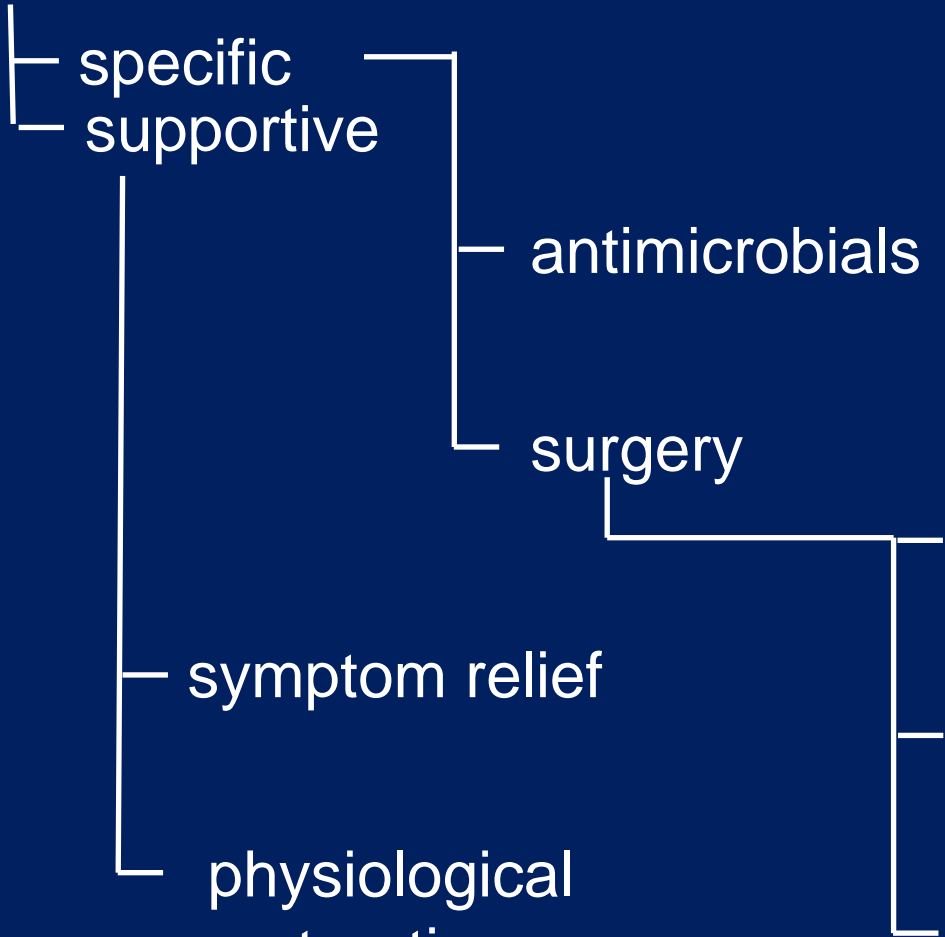 specific
supportive
antimicrobials
surgery
symptom relief
physiological